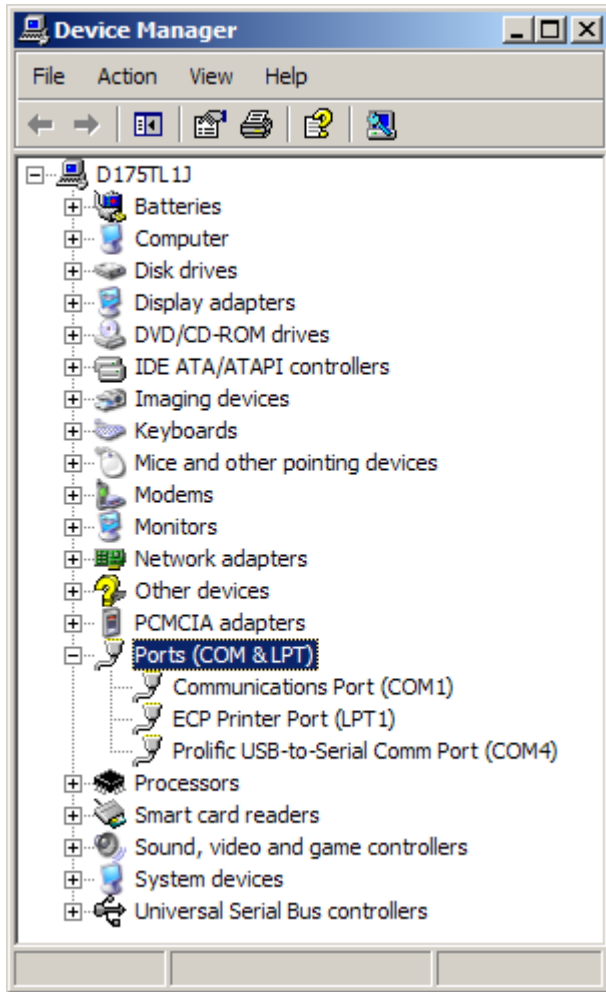 Device Manager
File Action View Help
D175TL1J
Batteries
Computer
Disk drives
Display adapters
DVD/CD-ROM drives
IDE ATA/ATAPI controllers
Imaging devices
Keyboards
Mice and other pointing devices
Modems
Monitors
Network adapters
Other devices
PCMCIA adapters
Ports (COM & LPT)
Communications Port (COM1)
ECP Printer Port (LPT1)
Prolific USB-to-Serial Comm Port (COM4)
Processors
Smart card readers
Sound, video and game controllers
System devices
Universal Serial Bus controllers